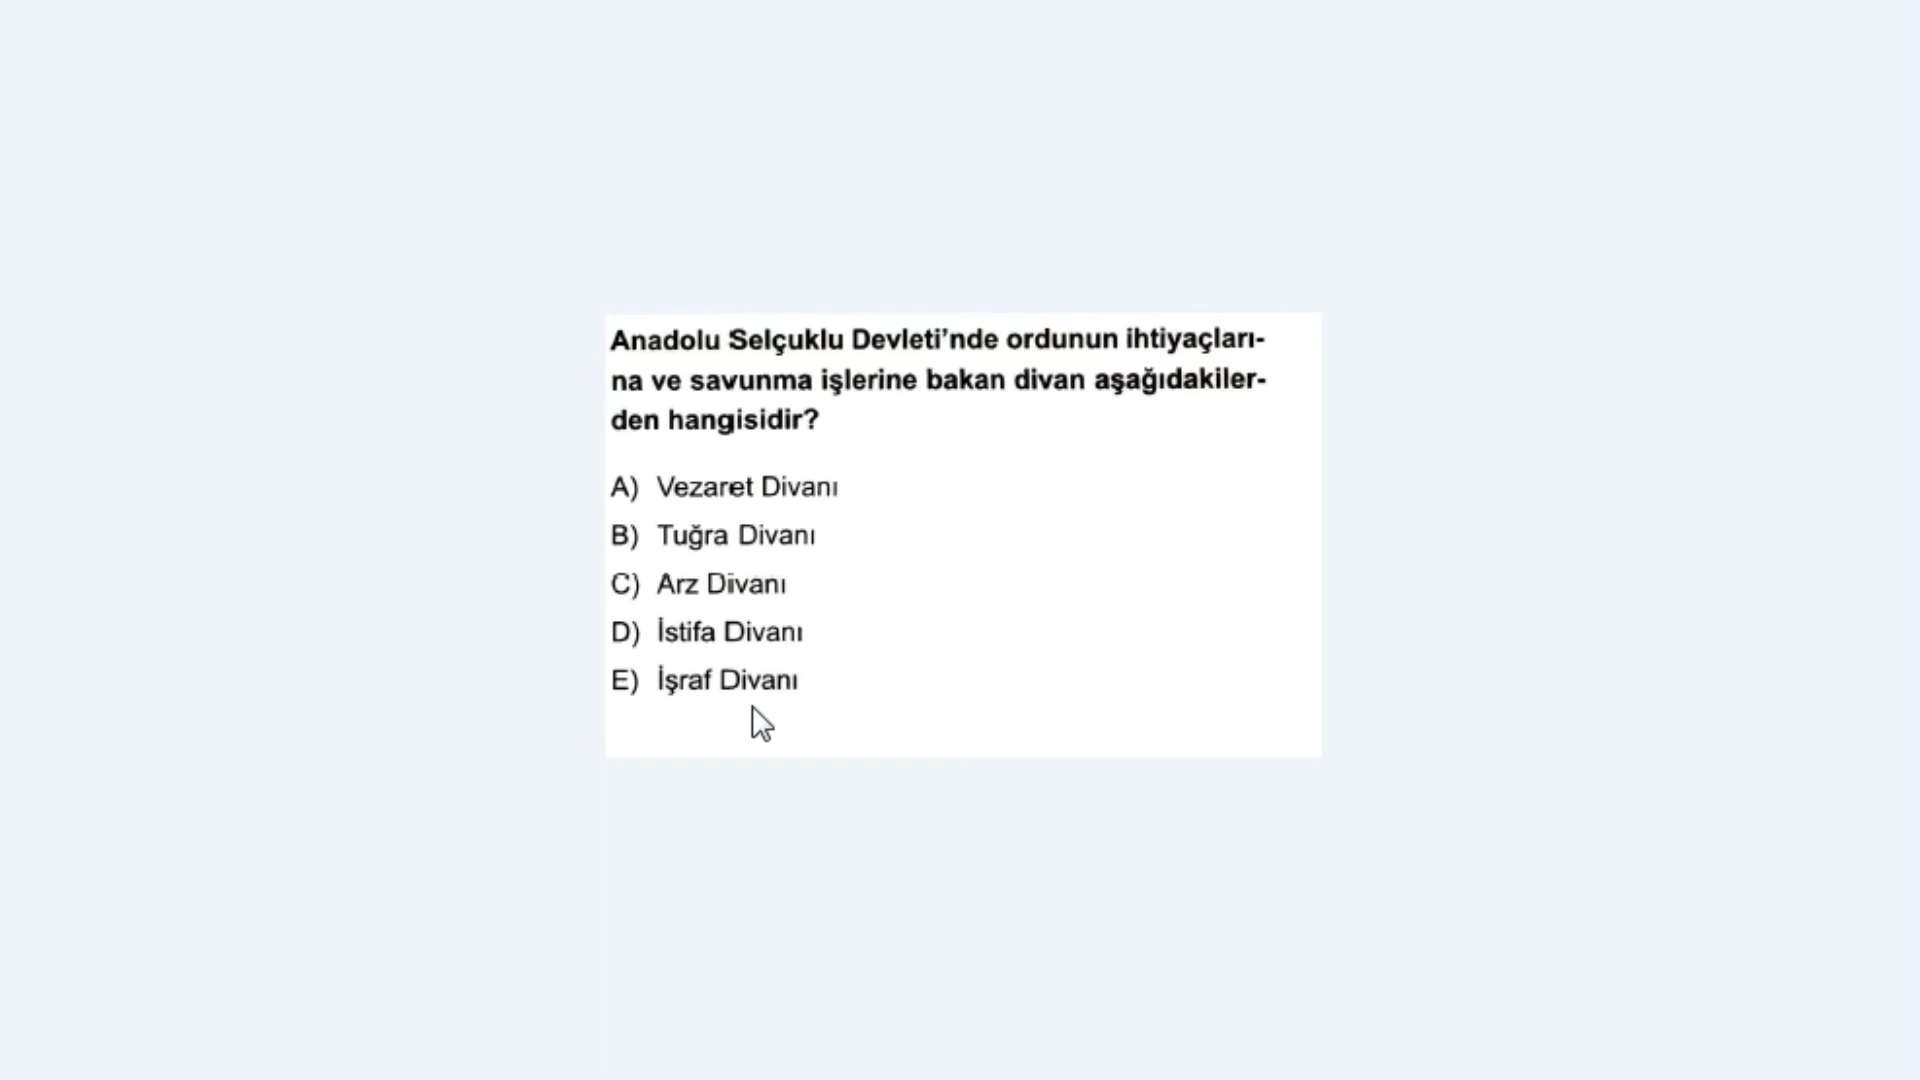 Anadolu Selçuklu Devleti'nde ordunun ihtiyaçları-
na ve savunma işlerine bakan divan aşağıdakiler-
den hangisidir?
A) Vezaret Divanı
B) Tuğra Divanı
C) Arz Divanı
D) İstifa Divanı
E) İşraf Divanı